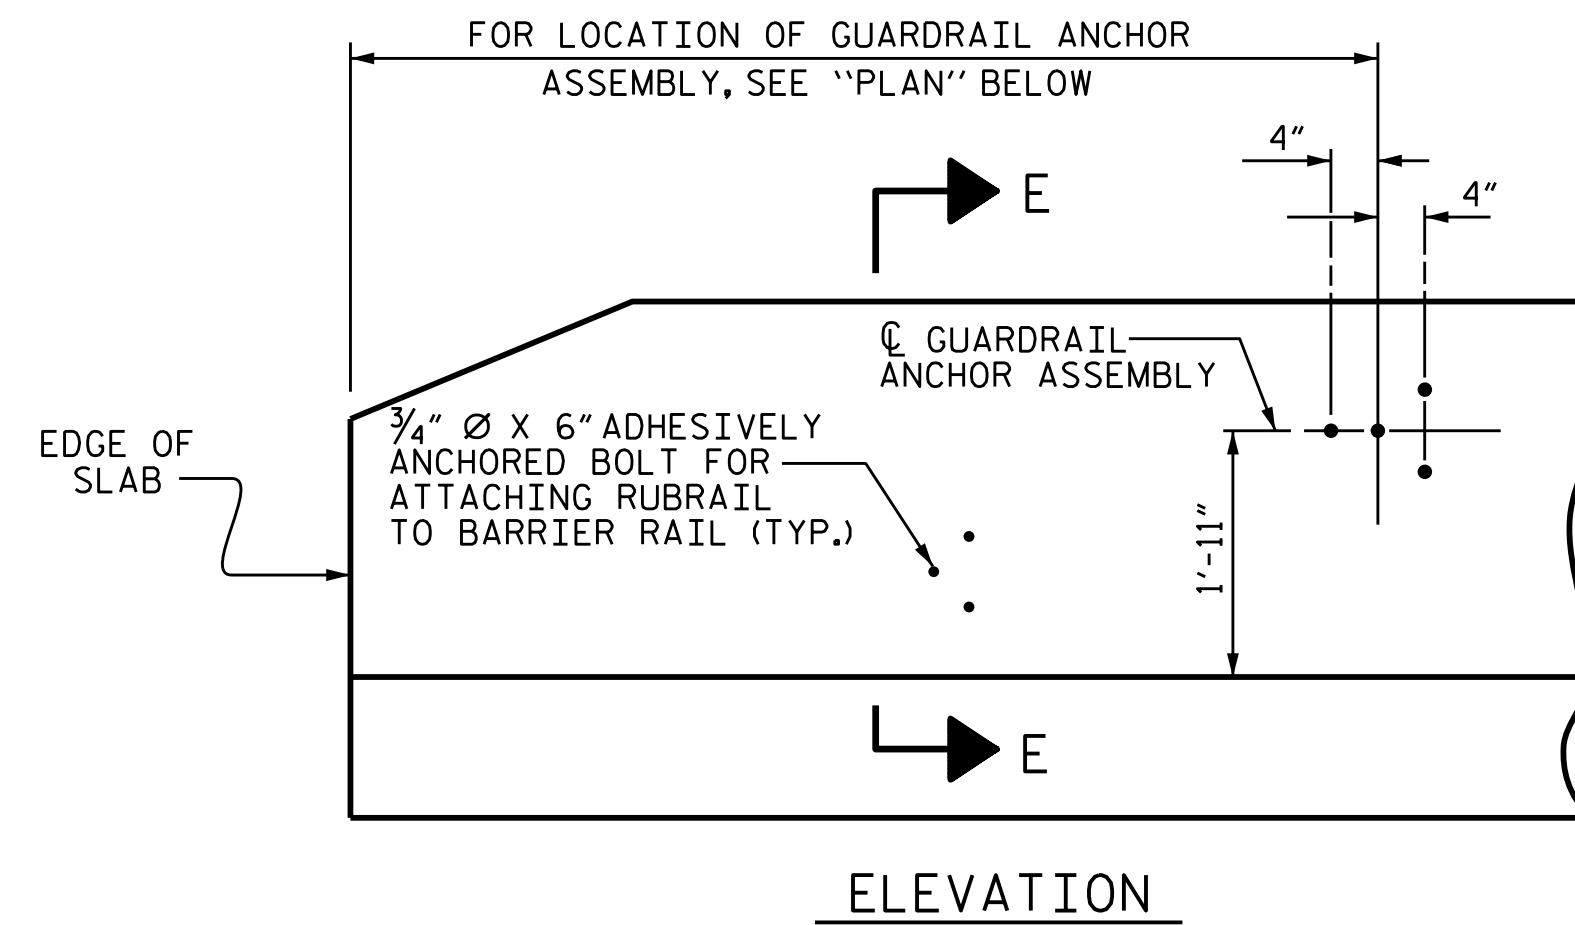 FOR LOCATION OF GUARDRAIL ANCHOR
ASSEMBLY, SEE ‵‵PLAN″ BELOW
4″
4″
E
℄ GUARDRAIL
ANCHOR ASSEMBLY
¾″ Ø X 6″ ADHESIVELY
ANCHORED BOLT FOR
ATTACHING RUBRAIL
TO BARRIER RAIL (TYP.)
EDGE OF
SLAB
1′-11″
E
ELEVATION